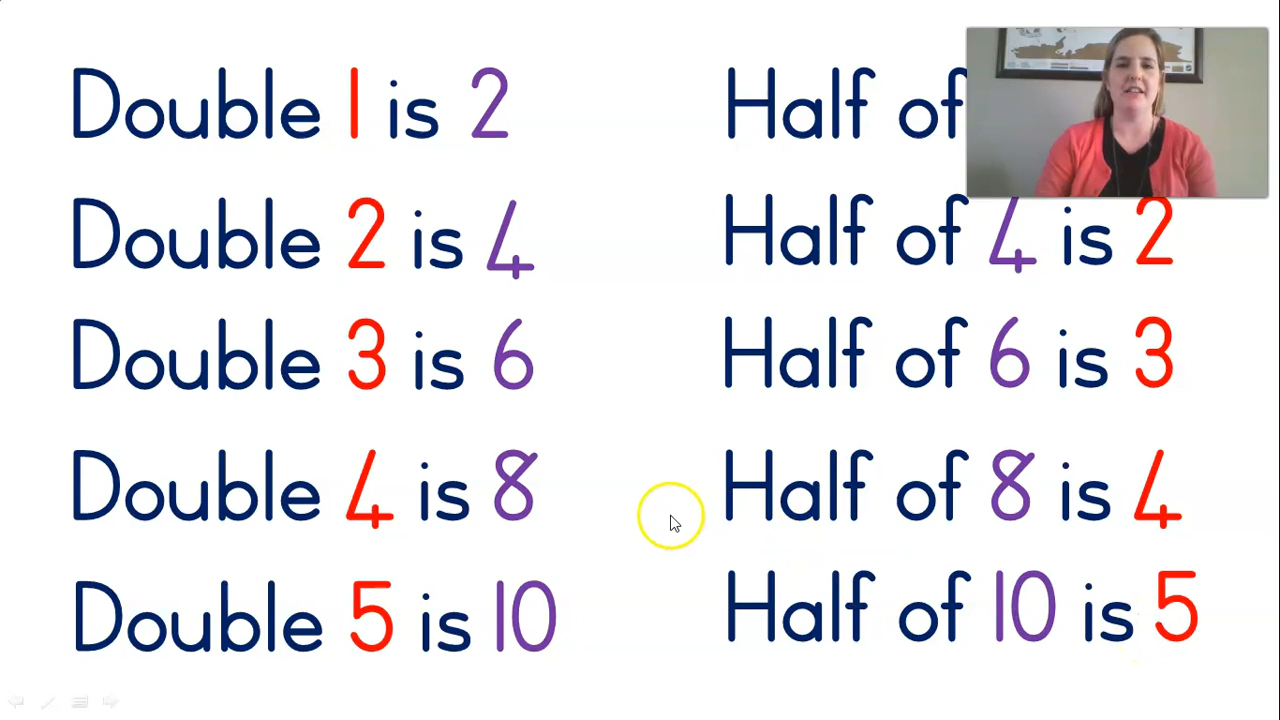 Double 1 is 2
Half of
Double 2 is 4
Half of 4 is 2
Double 3 is 6
Half of 6 is 3
Double 4 is 8
Half of 8 is 4
Double 5 is 10
Half of 10 is 5